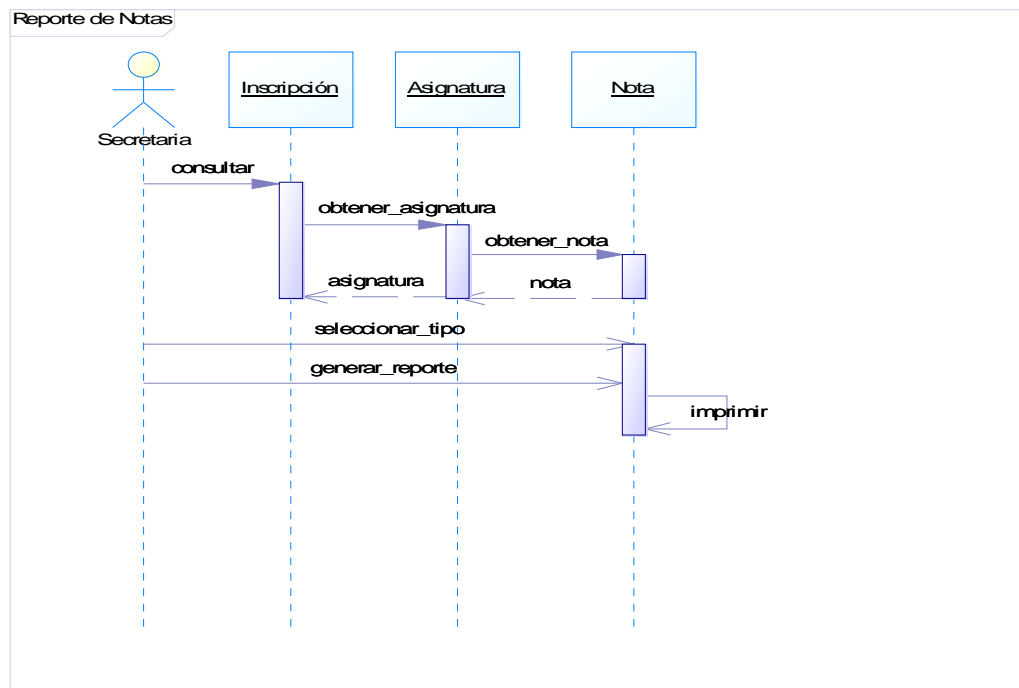 Reporte de Notas
Inscripción
Asignatura
Nota
Secretaria
consultar
obtener_asignatura
obtener_nota
asignatura
nota
seleccionar_tipo
generar_reporte
imprimir